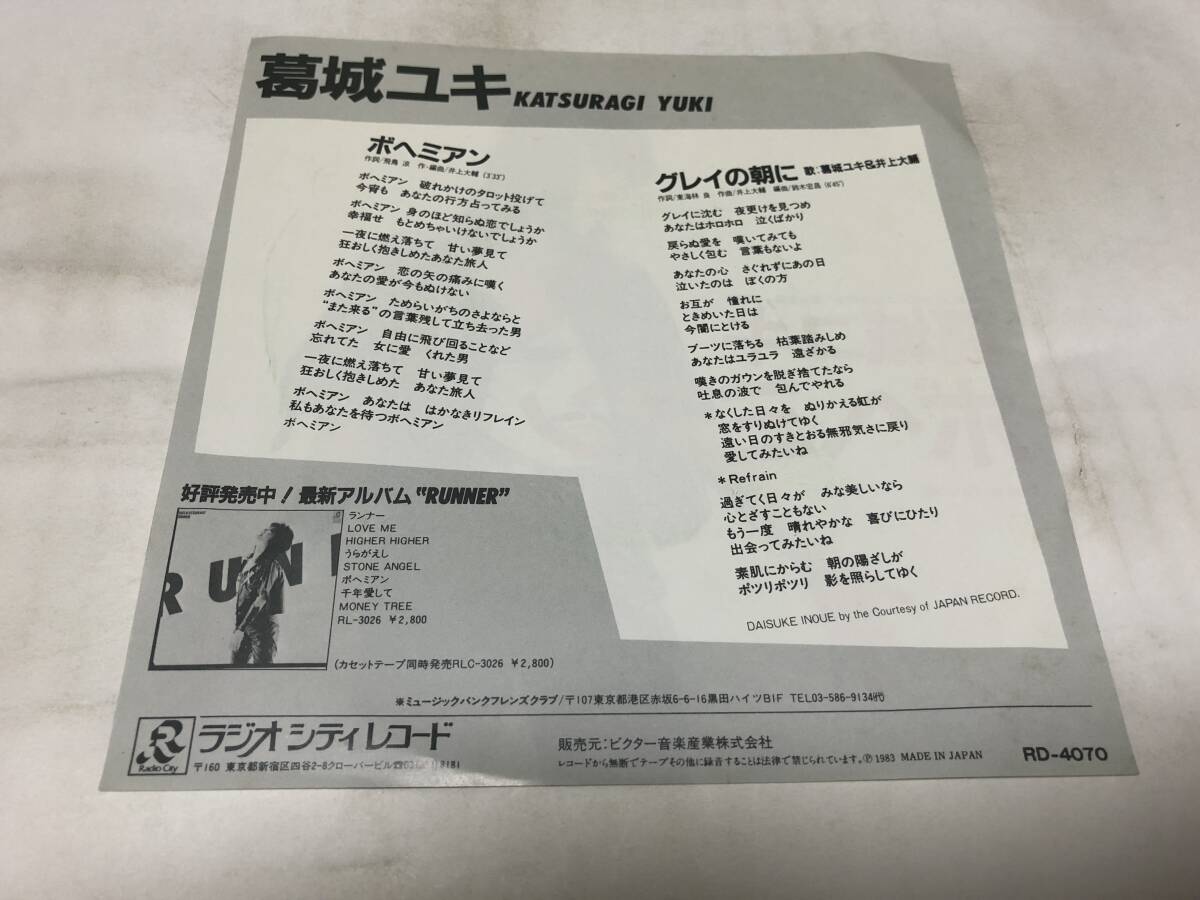 葛城ユキ KATSURAGI YUKI
ボヘミアン
作詞/飛鳥 涼 作・編曲/井上大輔 (3'33")
ボヘミアン 破れかけのタロット投げて
今宵も あなたの行方占ってみる
ボヘミアン 身のほど知らぬ恋でしょうか
幸福せ もとめちゃいけないでしょうか
一夜に燃え落ちて 甘い夢見て
狂おしく抱きしめたあなた旅人
ボヘミアン 恋の矢の痛みに嘆く
あなたの愛が今もぬけない
ボヘミアン ためらいがちのさよならと
“また来る”の言葉残して立ち去った男
ボヘミアン 自由に飛び回ることなど
忘れてた 女に愛 くれた男
一夜に燃え落ちて 甘い夢見て
狂おしく抱きしめた あなた旅人
ボヘミアン あなたは はかなきリフレイン
私もあなたを待つボヘミアン
ボヘミアン
グレイの朝に 歌:葛城ユキ&井上大輔
作詞/東海林 良 作曲/井上大輔 編曲/鈴木宏昌 (6'45")
グレイに沈む 夜更けを見つめ
あなたはホロホロ 泣くばかり
戻らぬ愛を 嘆いてみても
やさしく包む 言葉もないよ
あなたの心 さぐれずにあの日
泣いたのは ぼくの方
お互が 憧れに
ときめいた日は
今闇にとける
ブーツに落ちる 枯葉踏みしめ
あなたはユラユラ 遠ざかる
嘆きのガウンを脱ぎ捨てたなら
吐息の波で 包んでやれる
*なくした日々を ぬりかえる虹が
窓をすりぬけてゆく
遠い日のすきとおる無邪気さに戻り
愛してみたいね
*Refrain
過ぎてく日々が みな美しいなら
心とざすこともない
もう一度 晴れやかな 喜びにひたり
出会ってみたいね
素肌にからむ 朝の陽ざしが
ポツリポツリ 影を照らしてゆく
DAISUKE INOUE by the Courtesy of JAPAN RECORD.
好評発売中! 最新アルバム “RUNNER”
RUN
ランナー
LOVE ME
HIGHER HIGHER
うらがえし
STONE ANGEL
ボヘミアン
千年愛して
MONEY TREE
RL-3026 ¥2,800
(カセットテープ同時発売RLC-3026 ¥2,800)
※ミュージックバンクフレンズクラブ/〒107東京都港区赤坂6-6-16黒田ハイツB1F TEL03-586-9134代
Radio City
ラジオ シティ レコード
〒160 東京都新宿区四谷2-8クローバービル☎03
8181
販売元:ビクター音楽産業株式会社
レコードから無断でテープその他に録音することは法律で禁じられています。Ⓟ 1983 MADE IN JAPAN
RD-4070